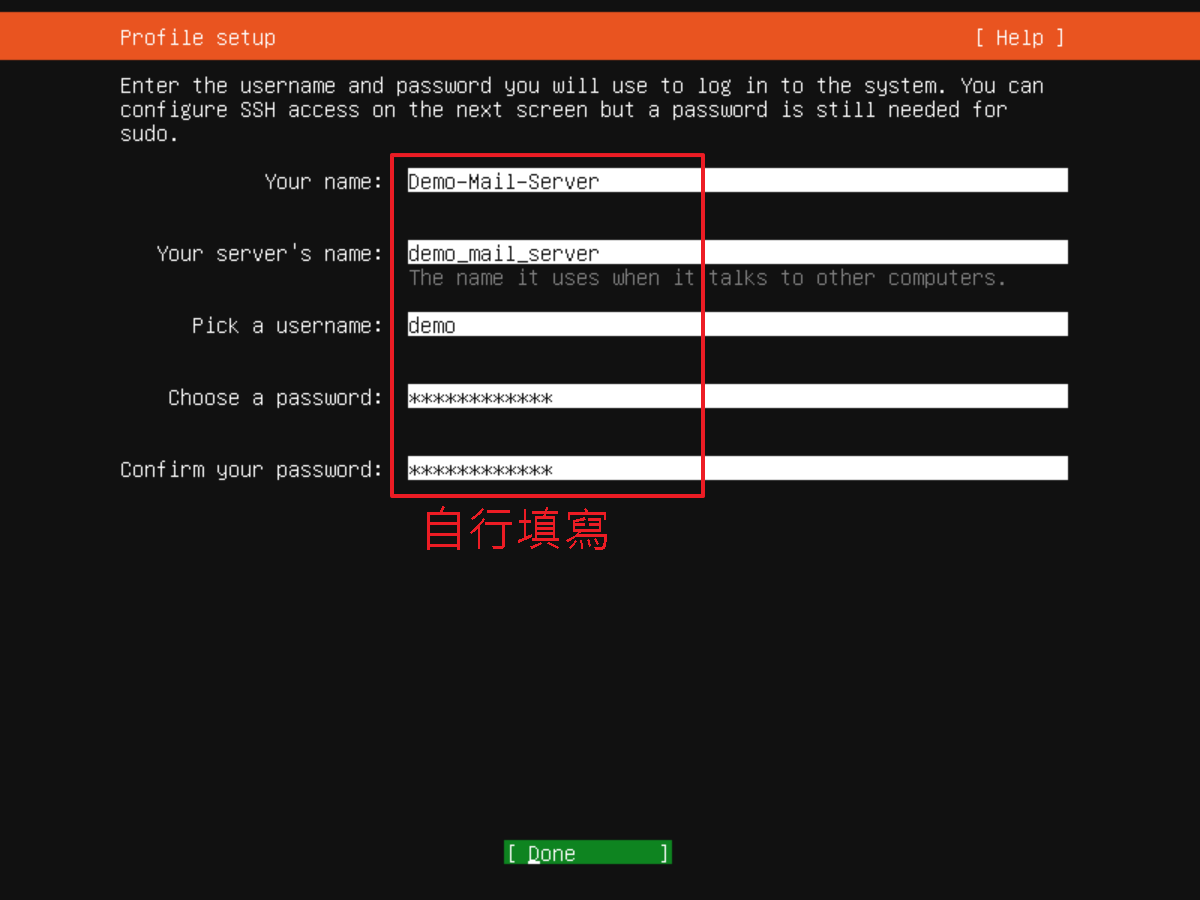 Profile setup [ Help ]
Enter the username and password you will use to log in to the system. You can
configure SSH access on the next screen but a password is still needed for
sudo.
Your name: Demo-Mail-Server
Your server's name: demo_mail_server
The name it uses when it talks to other computers.
Pick a username: demo
Choose a password: ************
Confirm your password: ************
自行填寫
[ Done ]